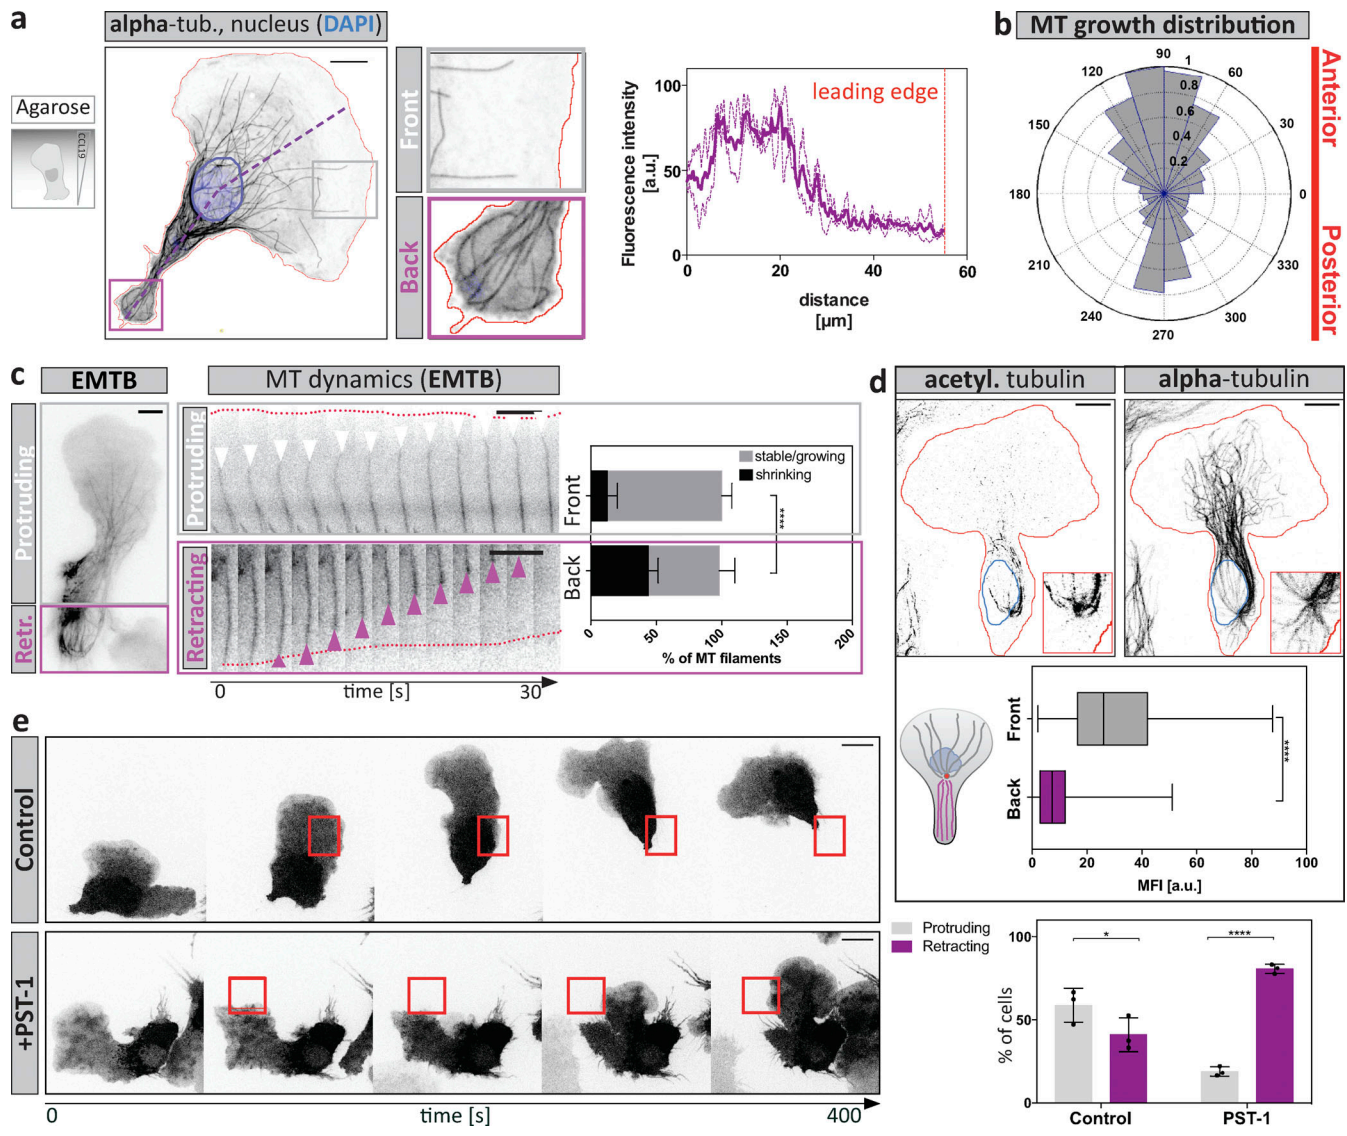 a
alpha-tub., nucleus (DAPI)
Agarose
CCL19
Front
Back
Fluorescence intensity
[a.u.]
100
50
0
leading edge
0
20
40
60
distance
[µm]
b
MT growth distribution
90
1
120
60
0.8
0.6
150
30
0.4
0.2
180
0
210
330
240
300
270
Anterior
Posterior
c
EMTB
Protruding
Retr.
MT dynamics (EMTB)
Protruding
Retracting
0
time [s]
30
stable/growing
shrinking
Front
Back
****
0
50
100
150
200
% of MT filaments
d
acetyl. tubulin
alpha-tubulin
Front
Back
****
0
20
40
60
80
100
MFI [a.u.]
e
Control
+PST-1
0
time [s]
400
Protruding
Retracting
% of cells
100
50
0
*
****
Control
PST-1